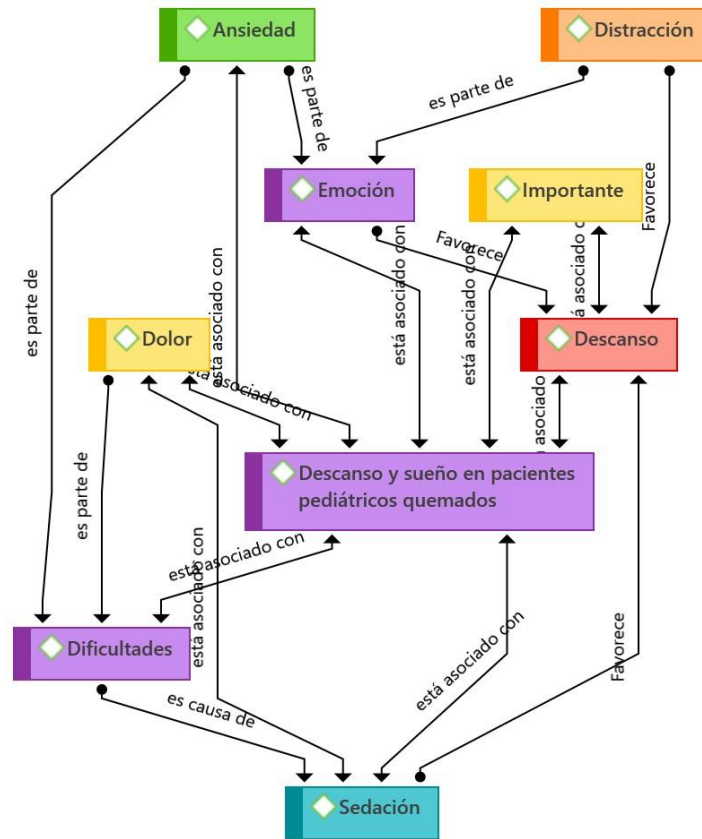 Ansiedad
Distracción
es parte de
es parte de
Emoción
Importante
Favorece
Favorece
está asociado con
está asociado con
está asociado con
es parte de
está asociado con
Dolor
Descanso
está asociado con
está asociado
Descanso y sueño en pacientes
pediátricos quemados
es parte de
está asociado con
está asociado con
está asociado con
Dificultades
Favorece
es causa de
Sedación